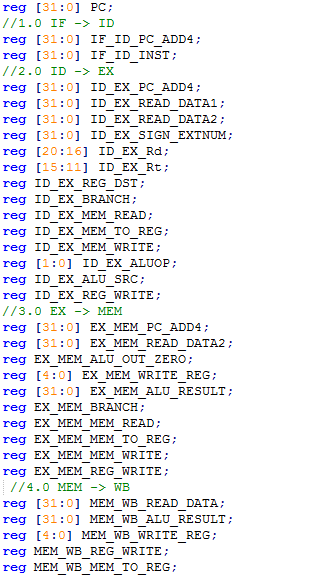 reg [31:0] PC;
//1.0 IF -> ID
reg [31:0] IF_ID_PC_ADD4;
reg [31:0] IF_ID_INST;
//2.0 ID -> EX
reg [31:0] ID_EX_PC_ADD4;
reg [31:0] ID_EX_READ_DATA1;
reg [31:0] ID_EX_READ_DATA2;
reg [31:0] ID_EX_SIGN_EXTNUM;
reg [20:16] ID_EX_Rd;
reg [15:11] ID_EX_Rt;
reg ID_EX_REG_DST;
reg ID_EX_BRANCH;
reg ID_EX_MEM_READ;
reg ID_EX_MEM_TO_REG;
reg ID_EX_MEM_WRITE;
reg [1:0] ID_EX_ALUOP;
reg ID_EX_ALU_SRC;
reg ID_EX_REG_WRITE;
//3.0 EX -> MEM
reg [31:0] EX_MEM_PC_ADD4;
reg [31:0] EX_MEM_READ_DATA2;
reg EX_MEM_ALU_OUT_ZERO;
reg [4:0] EX_MEM_WRITE_REG;
reg [31:0] EX_MEM_ALU_RESULT;
reg EX_MEM_BRANCH;
reg EX_MEM_MEM_READ;
reg EX_MEM_MEM_TO_REG;
reg EX_MEM_MEM_WRITE;
reg EX_MEM_REG_WRITE;
//4.0 MEM -> WB
reg [31:0] MEM_WB_READ_DATA;
reg [31:0] MEM_WB_ALU_RESULT;
reg [4:0] MEM_WB_WRITE_REG;
reg MEM_WB_REG_WRITE;
reg MEM_WB_MEM_TO_REG;